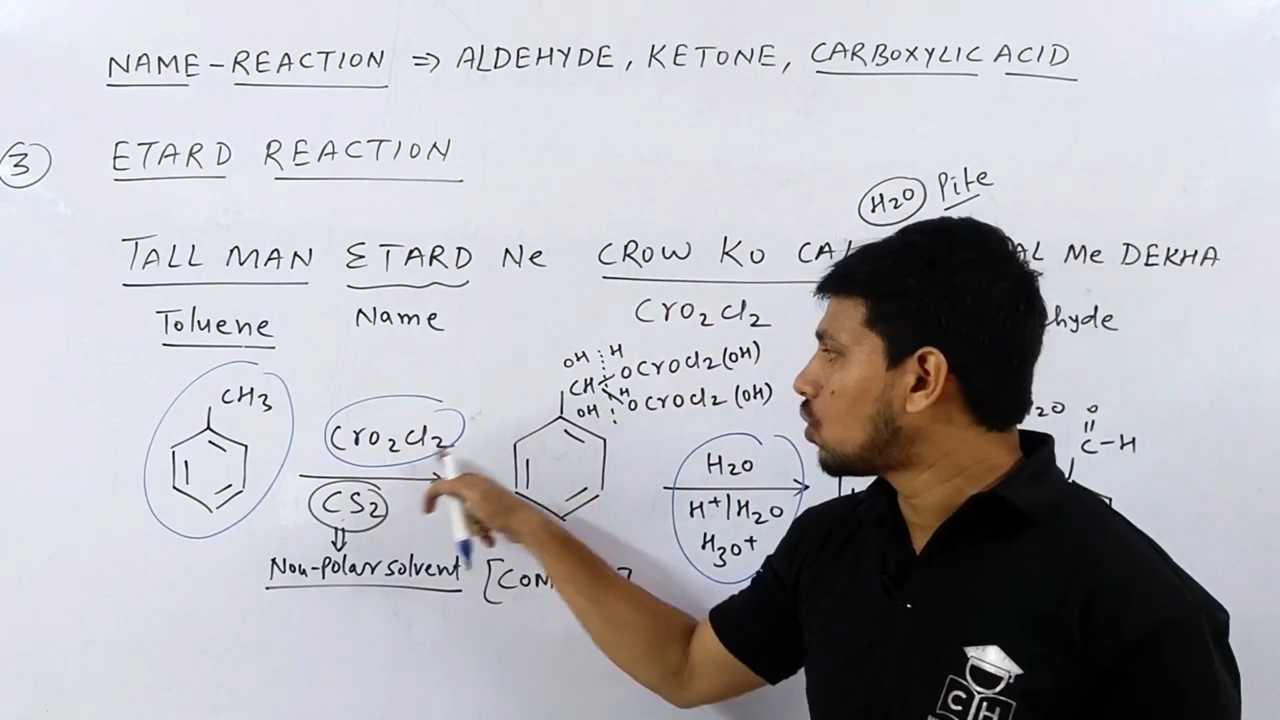 NAME-REACTION ⇒ ALDEHYDE, KETONE, CARBOXYLIC ACID
3 ETARD REACTION
H2O Pite
TALL MAN ETARD Ne CROW KO Me DEKHA
Toluene Name CrO2Cl2
OH H
CH OCrOCl2(OH)
OH H OCrOCl2(OH)
CH3
CrO2Cl2
CS2
Non-polar solvent
H2O
H+/H2O
H3O+
O
C-H
C H